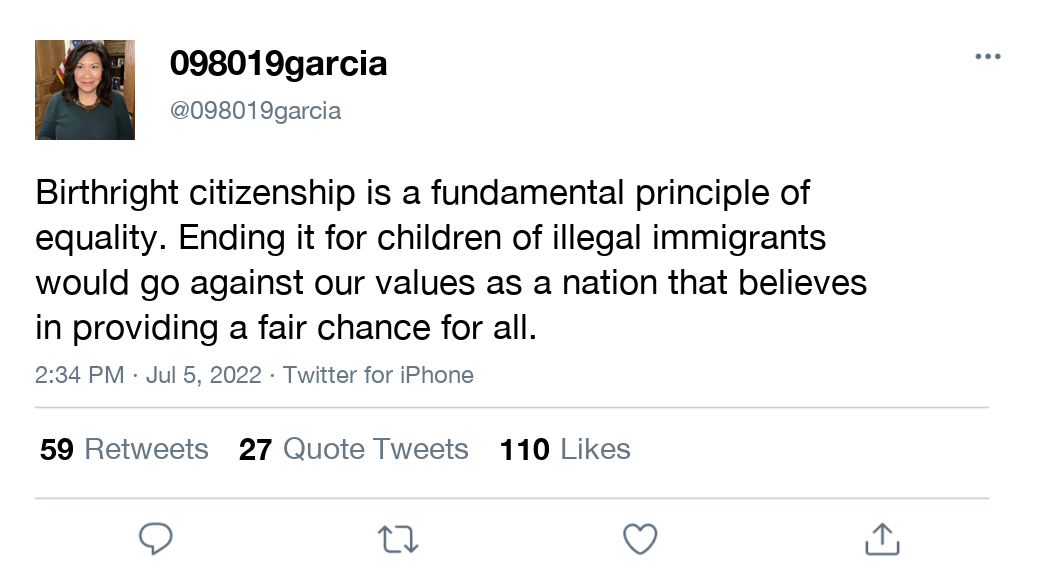 098019garcia
@098019garcia
Birthright citizenship is a fundamental principle of
equality. Ending it for children of illegal immigrants
would go against our values as a nation that believes
in providing a fair chance for all.
2:34 PM · Jul 5, 2022 · Twitter for iPhone
59 Retweets 27 Quote Tweets 110 Likes